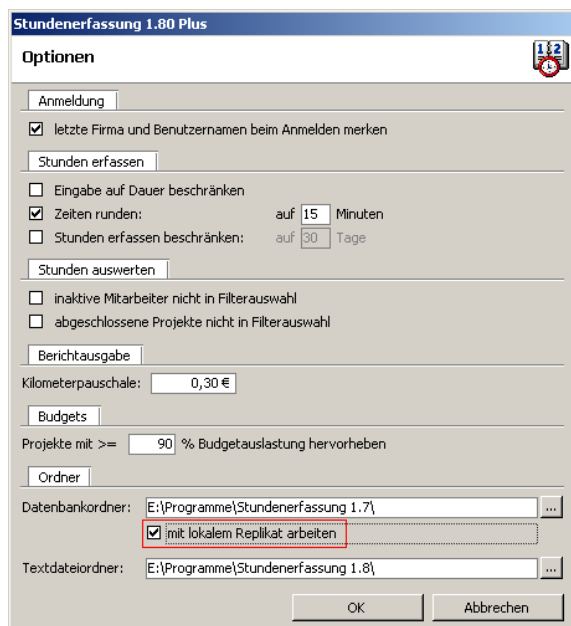 Stundenerfassung 1.80 Plus
Optionen
1 2
Anmeldung
letzte Firma und Benutzernamen beim Anmelden merken
Stunden erfassen
Eingabe auf Dauer beschränken
Zeiten runden: auf 15 Minuten
Stunden erfassen beschränken: auf 30 Tage
Stunden auswerten
inaktive Mitarbeiter nicht in Filterauswahl
abgeschlossene Projekte nicht in Filterauswahl
Berichtausgabe
Kilometerpauschale: 0,30 €
Budgets
Projekte mit >= 90 % Budgetauslastung hervorheben
Ordner
Datenbankordner: E:\Programme\Stundenerfassung 1.7\ ...
mit lokalem Replikat arbeiten
Textdateiordner: E:\Programme\Stundenerfassung 1.8\ ...
OK Abbrechen